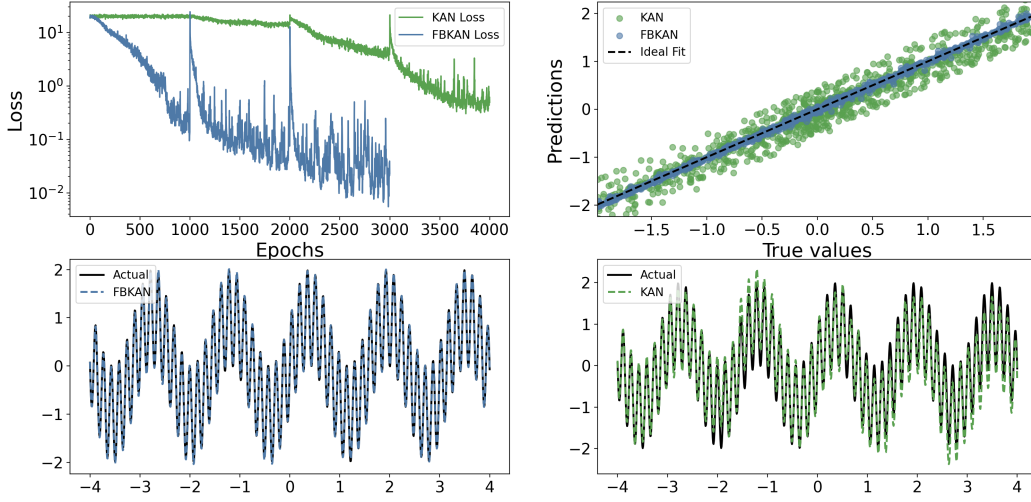 KAN Loss
FBKAN Loss
10¹
10⁰
10⁻¹
10⁻²
Loss
0 500 1000 1500 2000 2500 3000 3500 4000
Epochs
KAN
FBKAN
Ideal Fit
2
1
0
−1
−2
Predictions
−1.5 −1.0 −0.5 0.0 0.5 1.0 1.5
True values
Actual
FBKAN
2
1
0
−1
−2
−4 −3 −2 −1 0 1 2 3 4
Actual
KAN
2
1
0
−1
−2
−4 −3 −2 −1 0 1 2 3 4